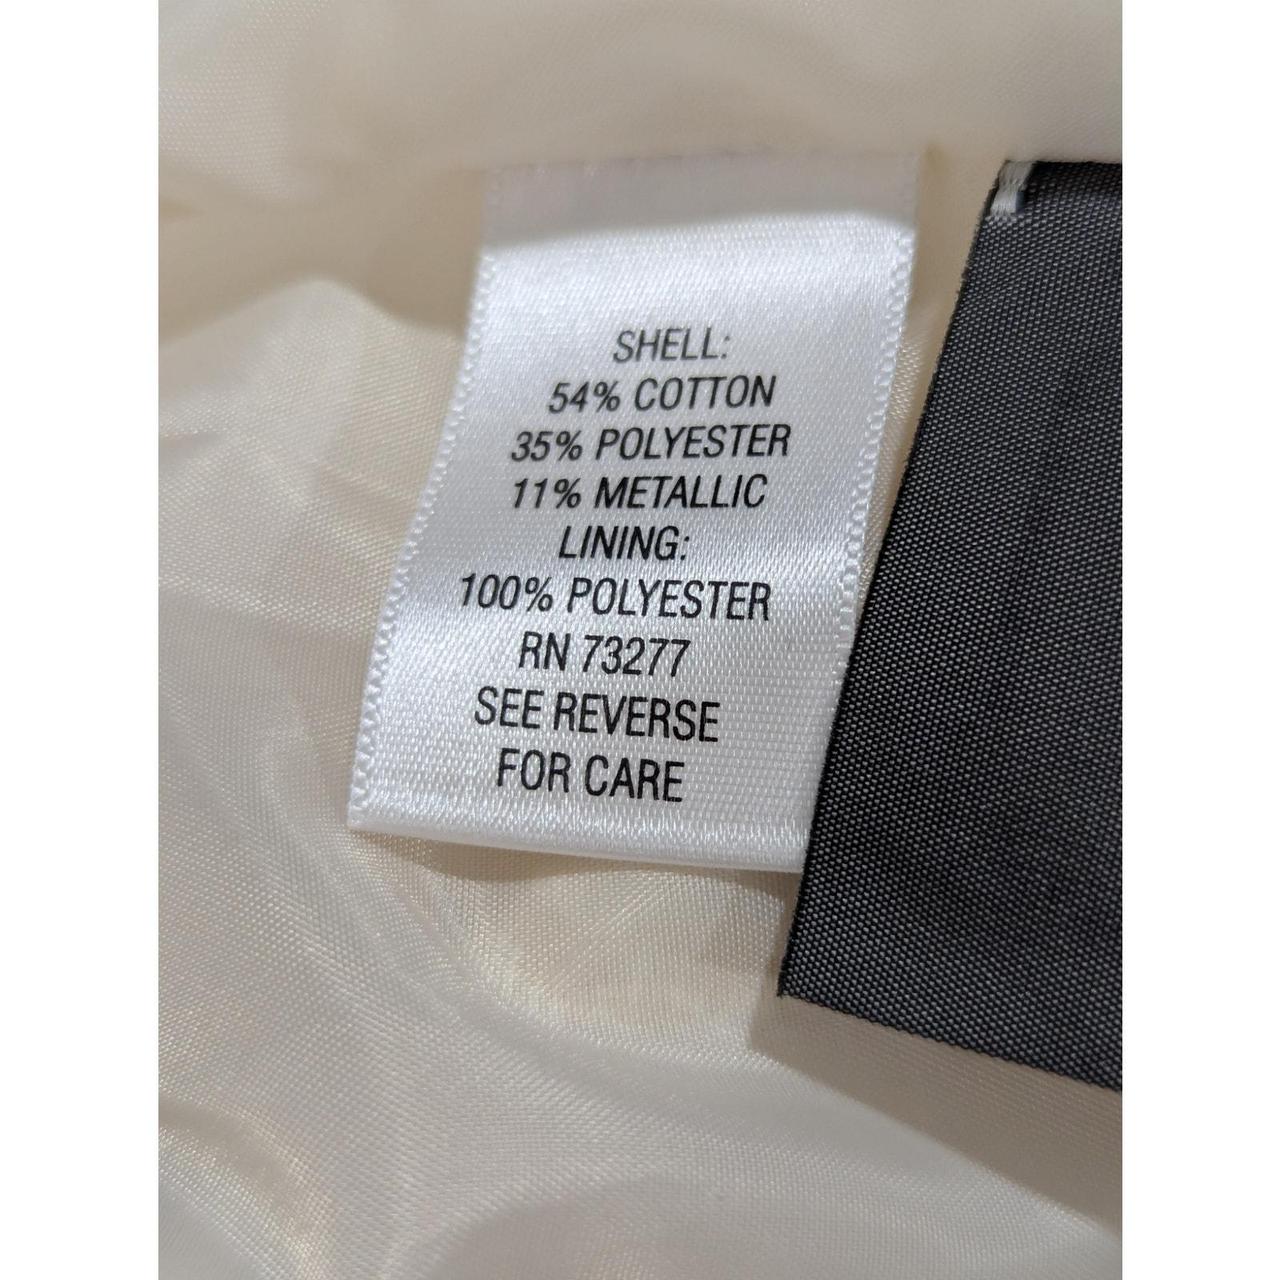 SHELL:
54% COTTON
35% POLYESTER
11% METALLIC
LINING:
100% POLYESTER
RN 73277
SEE REVERSE
FOR CARE